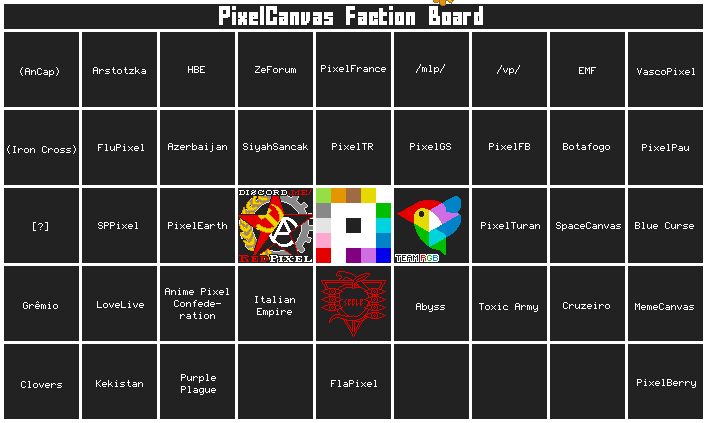 PixelCanvas Faction Board
(AnCap) Arstotzka HBE ZeForum PixelFrance /mlp/ /vp/ EMF VascoPixel
(Iron Cross) FluPixel Azerbaijan SiyahSancak PixelTR PixelGS PixelFB Botafogo PixelPau
DISCORD ME/
[?] SPPixel PixelEarth PixelTuran SpaceCanvas Blue Curse
REDPIXEL
TEAM RGB
Grêmio LoveLive Anime Pixel Confede-ration Italian Empire Abyss Toxic Army Cruzeiro MemeCanvas
Clovers Kekistan Purple Plague FlaPixel PixelBerry